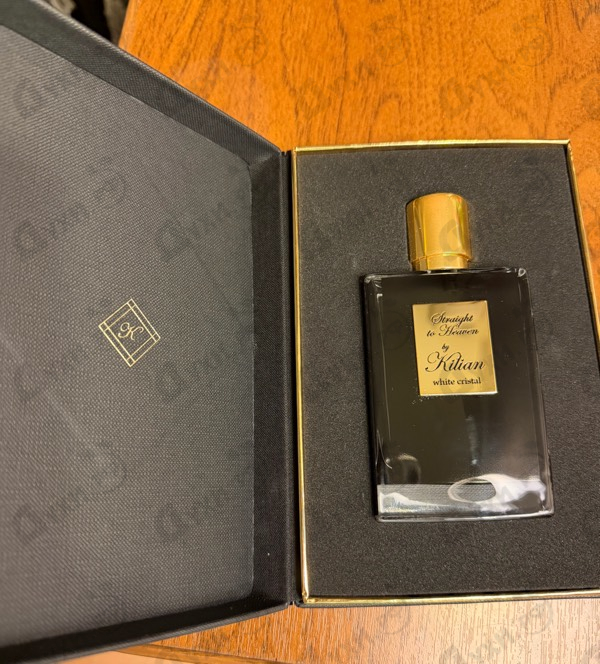 K
Straight
to Heaven
by
Kilian
white cristal